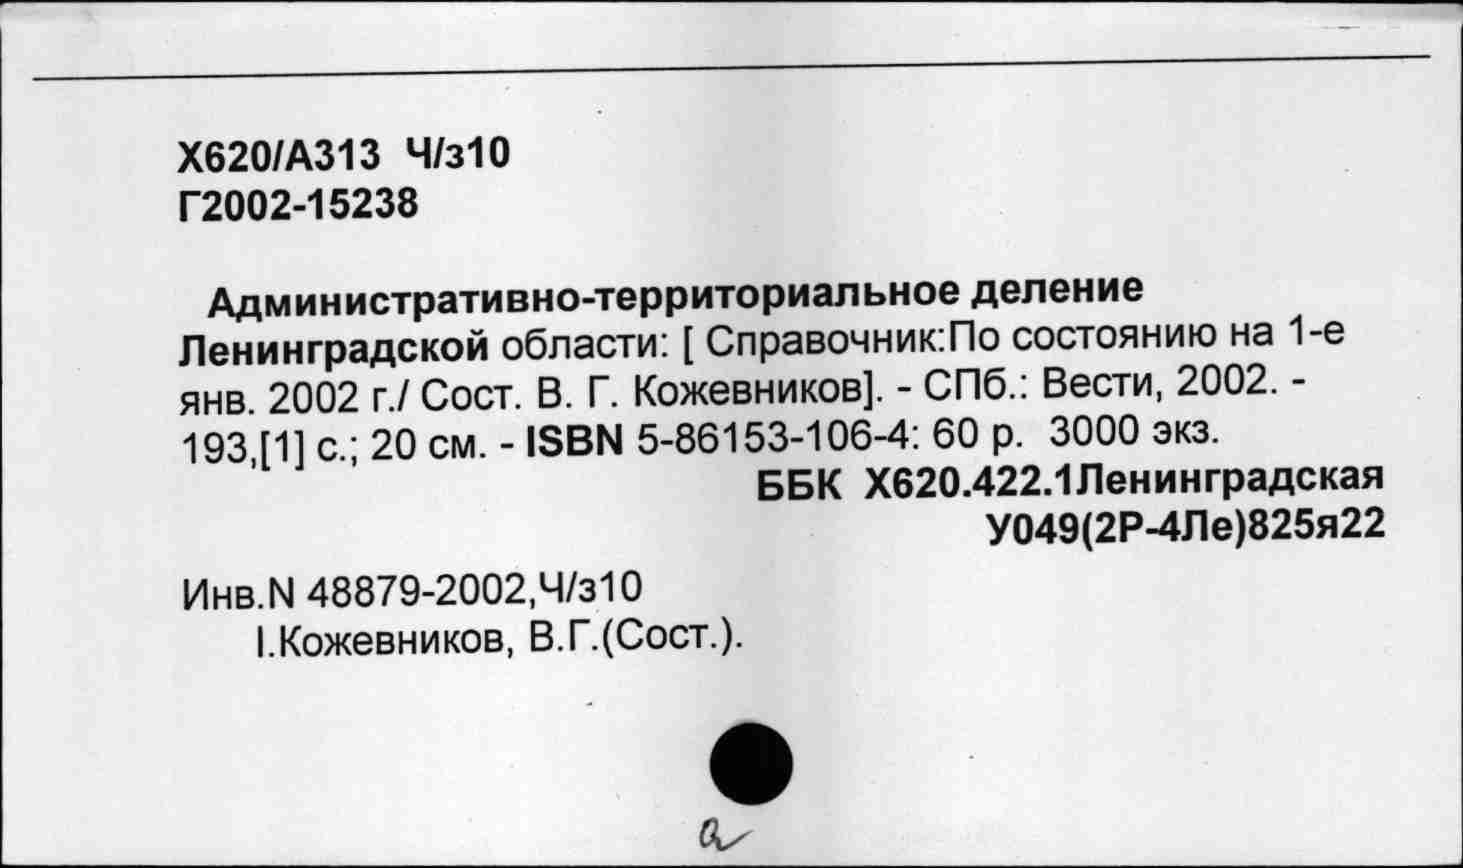 Х620/А313 Ч/з10
Г2002-15238
Административно-территориальное деление
Ленинградской области: [ Справочник:По состоянию на 1-е
янв. 2002 г./ Сост. В. Г. Кожевников]. - СПб.: Вести, 2002. -
193,[1] с.; 20 см. - ISBN 5-86153-106-4: 60 р. 3000 экз.
ББК Х620.422.1Ленинградская
У049(2Р-4Ле)825я22
Инв.N 48879-2002,Ч/з10
I.Кожевников, В.Г.(Сост.).